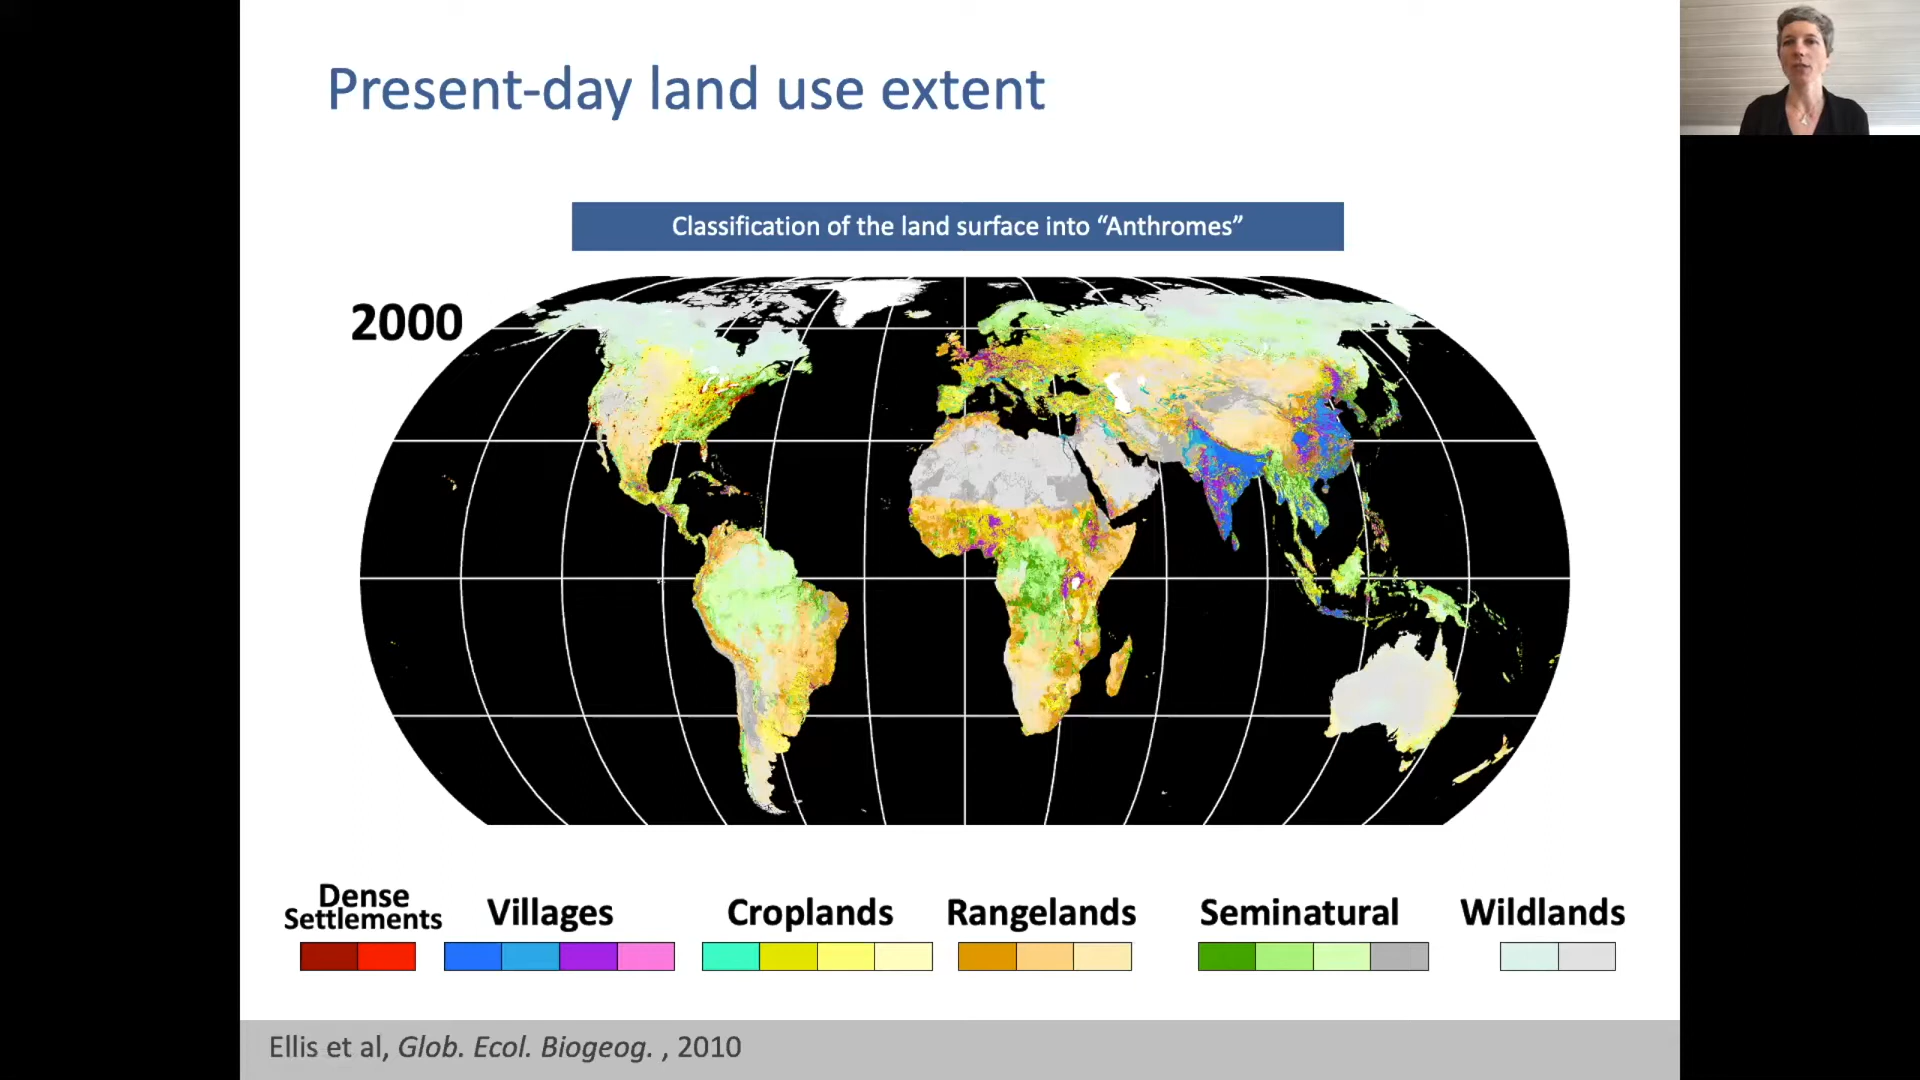 Present-day land use extent
Classification of the land surface into “Anthromes”
2000
Dense
Settlements
Villages
Croplands
Rangelands
Seminatural
Wildlands
Ellis et al, Glob. Ecol. Biogeog. , 2010